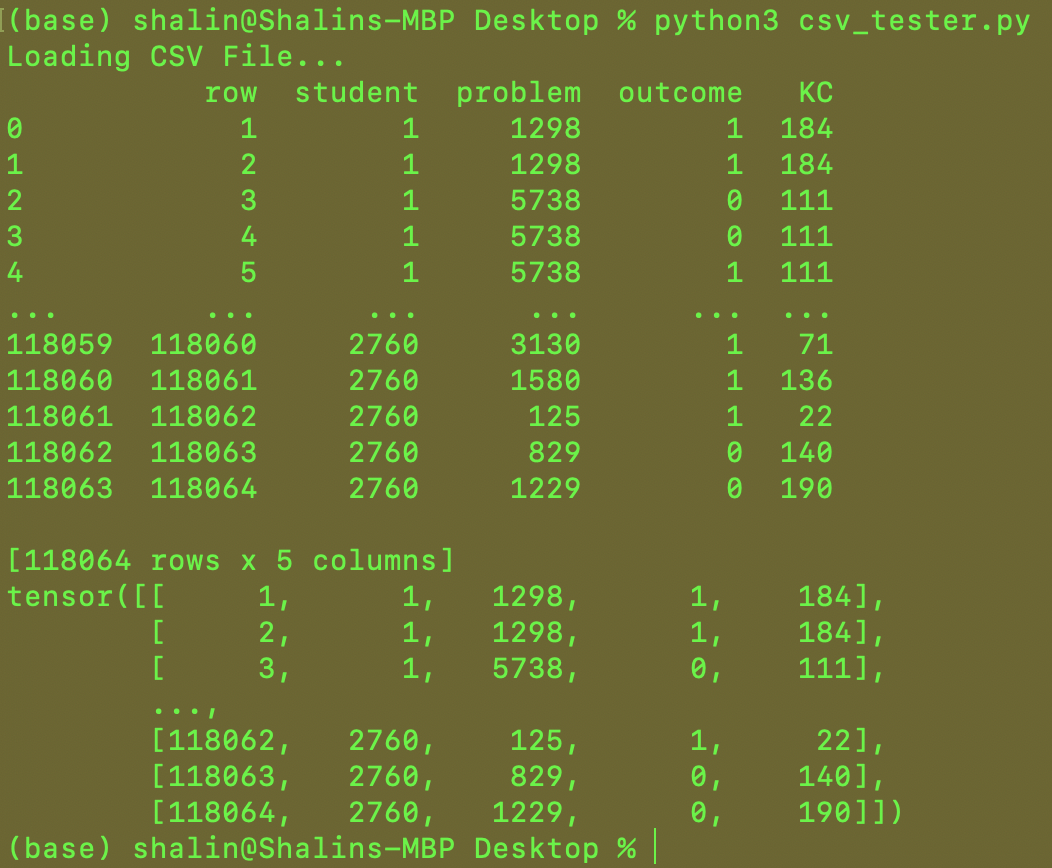 (base) shalin@Shalins-MBP Desktop % python3 csv_tester.py
Loading CSV File...
           row  student  problem  outcome   KC
0            1        1     1298        1  184
1            2        1     1298        1  184
2            3        1     5738        0  111
3            4        1     5738        0  111
4            5        1     5738        1  111
...        ...      ...      ...      ...  ...
118059  118060     2760     3130        1   71
118060  118061     2760     1580        1  136
118061  118062     2760      125        1   22
118062  118063     2760      829        0  140
118063  118064     2760     1229        0  190
[118064 rows x 5 columns]
tensor([[     1,      1,   1298,      1,    184],
        [     2,      1,   1298,      1,    184],
        [     3,      1,   5738,      0,    111],
        ...,
        [118062,   2760,    125,      1,     22],
        [118063,   2760,    829,      0,    140],
        [118064,   2760,   1229,      0,    190]])
(base) shalin@Shalins-MBP Desktop %